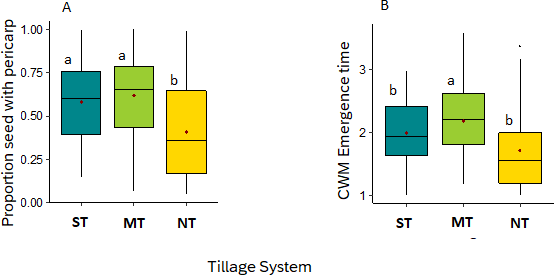 A
Proportion seed with pericarp
1.00
0.75
0.50
0.25
0.00
a
a
b
ST
MT
NT
B
CWM Emergence time
3
2
1
b
a
b
ST
MT
NT
Tillage System